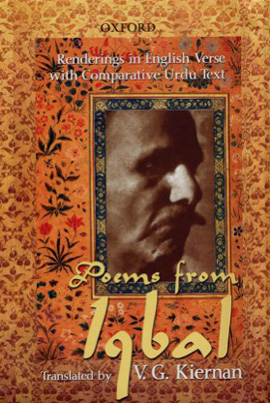 OXFORD
Renderings in English Verse
with Comparative Urdu Text
Poems from
Iqbal
Translated by V. G. Kiernan